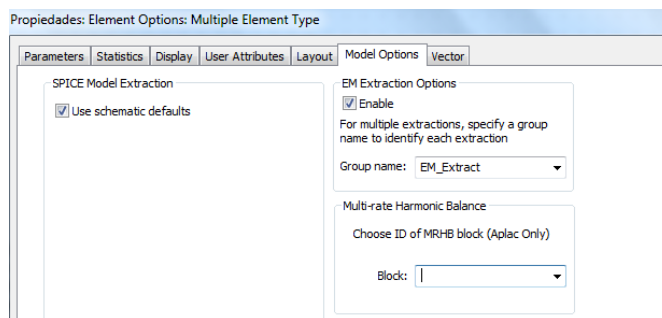 Propiedades: Element Options: Multiple Element Type
Parameters Statistics Display User Attributes Layout Model Options Vector
SPICE Model Extraction
Use schematic defaults
EM Extraction Options
Enable
For multiple extractions, specify a group
name to identify each extraction
Group name: EM_Extract
Multi-rate Harmonic Balance
Choose ID of MRHB block (Aplac Only)
Block: